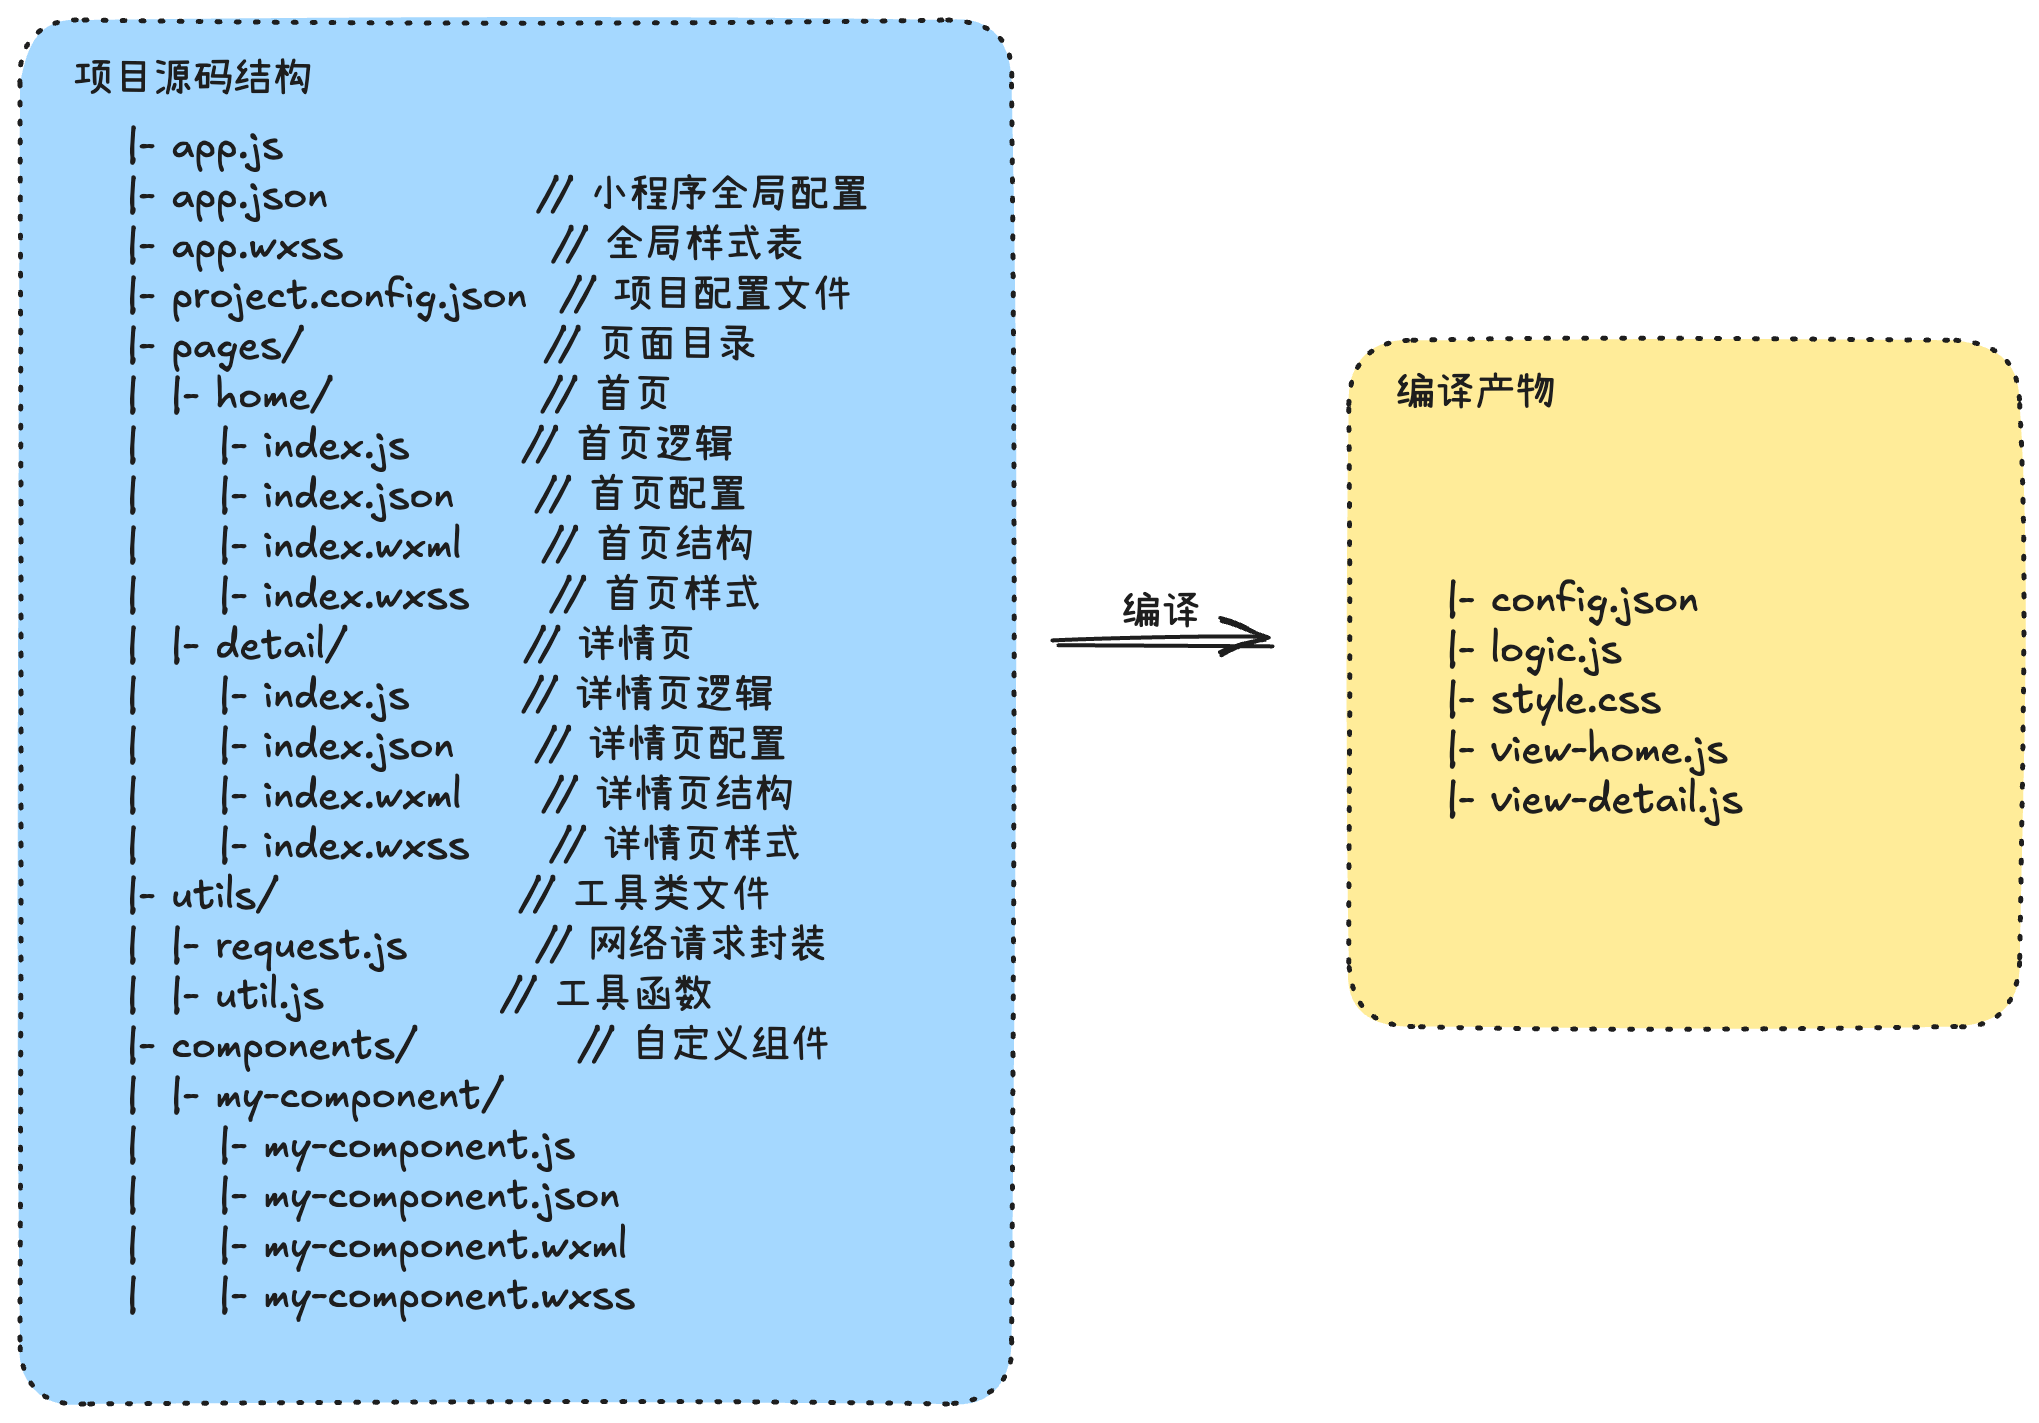 项目源码结构
|- app.js
|- app.json // 小程序全局配置
|- app.wxss // 全局样式表
|- project.config.json // 项目配置文件
|- pages/ // 页面目录
| |- home/ // 首页
| |- index.js // 首页逻辑
| |- index.json // 首页配置
| |- index.wxml // 首页结构
| |- index.wxss // 首页样式
| |- detail/ // 详情页
| |- index.js // 详情页逻辑
| |- index.json // 详情页配置
| |- index.wxml // 详情页结构
| |- index.wxss // 详情页样式
|- utils/ // 工具类文件
| |- request.js // 网络请求封装
| |- util.js // 工具函数
|- components/ // 自定义组件
| |- my-component/
| |- my-component.js
| |- my-component.json
| |- my-component.wxml
| |- my-component.wxss
编译
编译产物
|- config.json
|- logic.js
|- style.css
|- view-home.js
|- view-detail.js